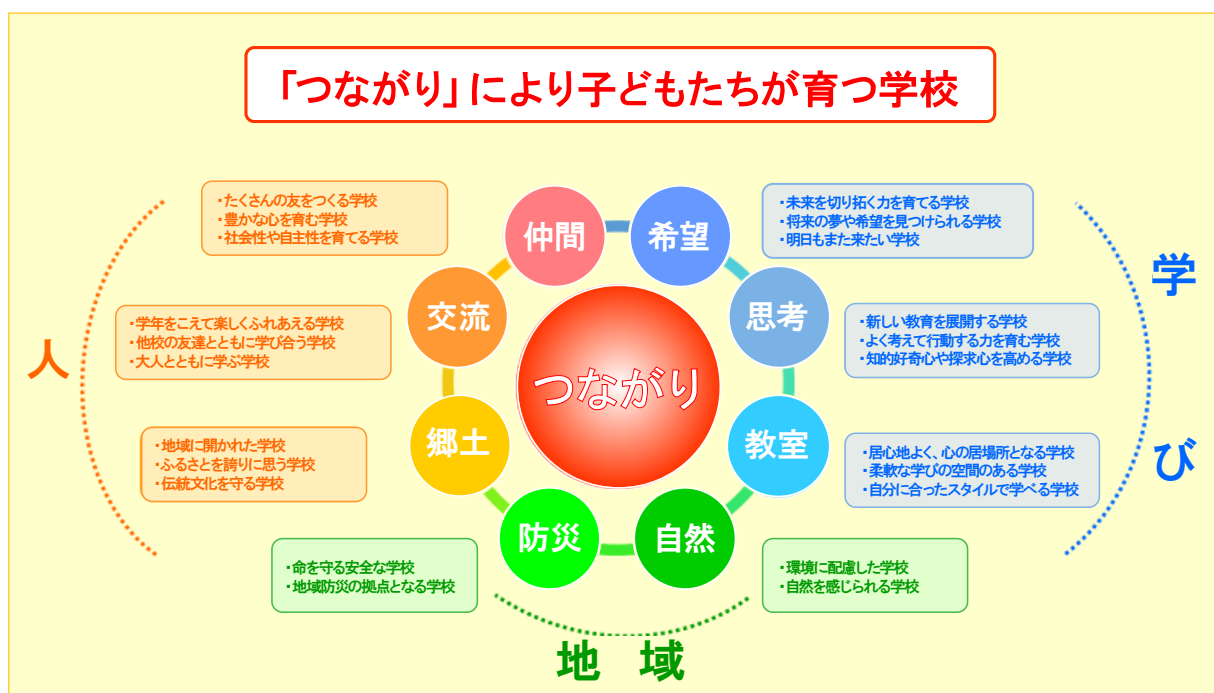 「つながり」により子どもたちが育つ学校
人
・たくさんの友をつくる学校
・豊かな心を育む学校
・社会性や自主性を育てる学校
・学年をこえて楽しくふれあえる学校
・他校の友達とともに学び合う学校
・大人とともに学ぶ学校
・地域に開かれた学校
・ふるさとを誇りに思う学校
・伝統文化を守る学校
仲間
交流
郷土
つながり
希望
思考
教室
防災
自然
学び
・未来を切り拓く力を育てる学校
・将来の夢や希望を見つけられる学校
・明日もまた来たい学校
・新しい教育を展開する学校
・よく考えて行動する力を育む学校
・知的好奇心や探求心を高める学校
・居心地よく、心の居場所となる学校
・柔軟な学びの空間のある学校
・自分に合ったスタイルで学べる学校
・命を守る安全な学校
・地域防災の拠点となる学校
・環境に配慮した学校
・自然を感じられる学校
地 域